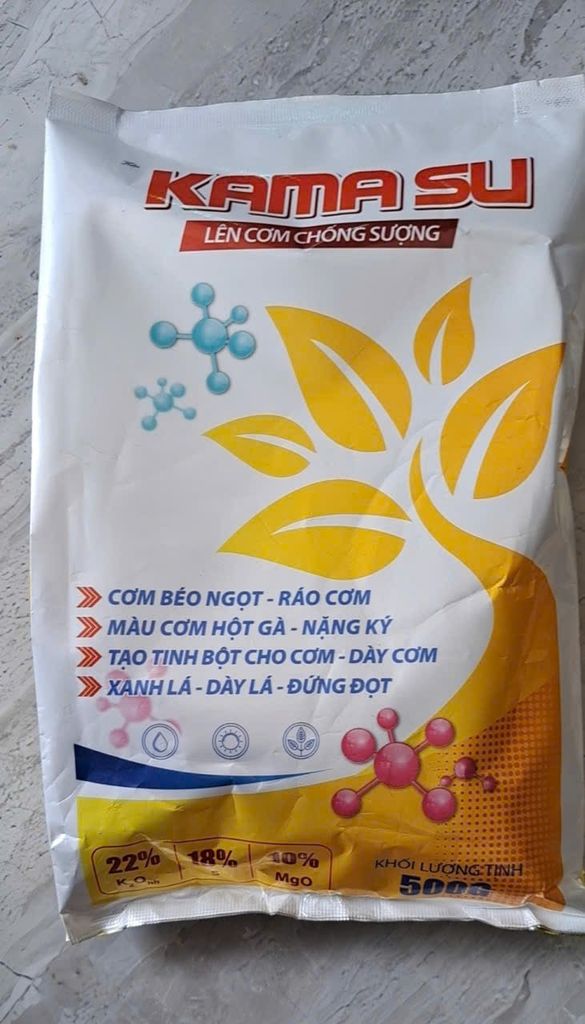 KAMA SU
LÊN CƠM CHỐNG SƯỢNG
CƠM BÉO NGỌT - RÁO CƠM
MÀU CƠM HỘT GÀ - NẶNG KÝ
TẠO TINH BỘT CHO CƠM - DÀY CƠM
XANH LÁ - DÀY LÁ - ĐỨNG ĐỌT
22% 18% 10%
K₂Ohh S MgO
KHỐI LƯỢNG TỊNH
500g